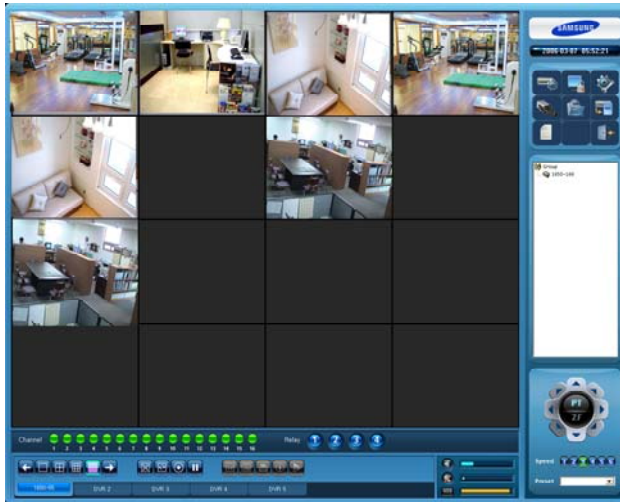 SAMSUNG
2006-03-07 05:52:21
Group
Channel
1 2 3 4 5 6 7 8 9 10 11 12 13 14 15 16
Relay
1 2 3 4
PT
ZF
Speed
Preset
DVR 2
DVR 3
DVR 4
DVR 5